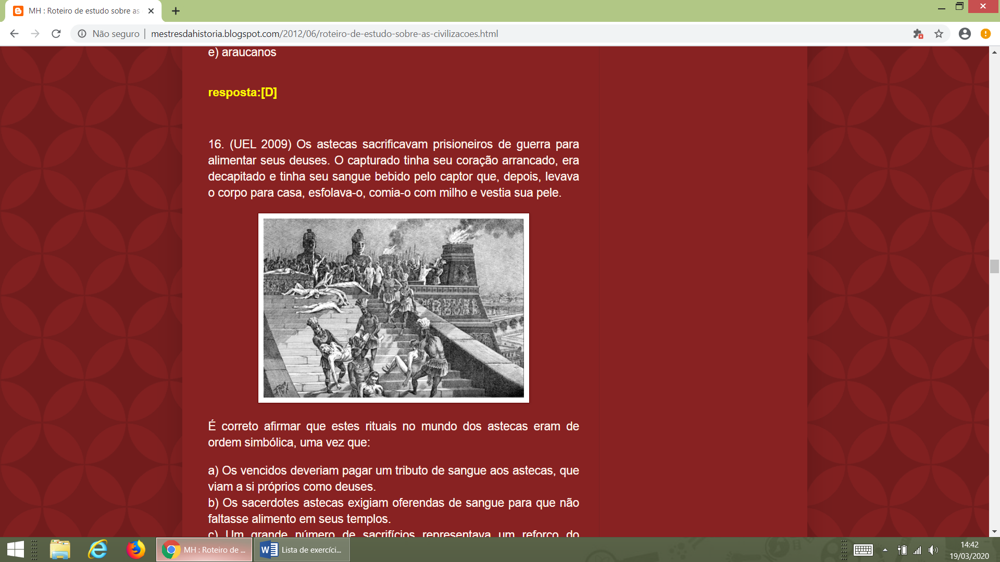 MH : Roteiro de estudo sobre as
Não seguro
mestresdahistoria.blogspot.com/2012/06/roteiro-de-estudo-sobre-as-civilizacoes.html
e) araucanos
resposta:[D]
16. (UEL 2009) Os astecas sacrificavam prisioneiros de guerra para
alimentar seus deuses. O capturado tinha seu coração arrancado, era
decapitado e tinha seu sangue bebido pelo captor que, depois, levava
o corpo para casa, esfolava-o, comia-o com milho e vestia sua pele.
É correto afirmar que estes rituais no mundo dos astecas eram de
ordem simbólica, uma vez que:
a) Os vencidos deveriam pagar um tributo de sangue aos astecas, que
viam a si próprios como deuses.
b) Os sacerdotes astecas exigiam oferendas de sangue para que não
faltasse alimento em seus templos.
c) Um grande número de sacrifícios representava um reforço do
MH : Roteiro de ...
Lista de exercíci...
14:42
19/03/2020